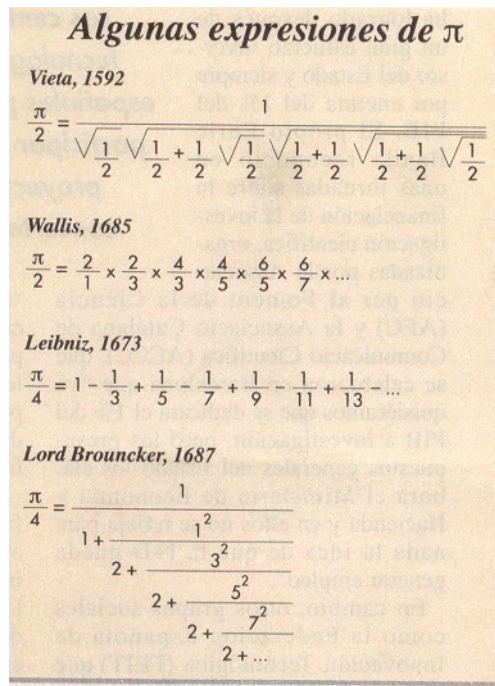 Algunas expresiones de π
Vieta, 1592
π/2 = 1/(√(1/2) √(1/2 + 1/2 √(1/2)) √(1/2 + 1/2 √(1/2 + 1/2 √(1/2))))
Wallis, 1685
π/2 = 2/1 x 2/3 x 4/3 x 4/5 x 6/5 x 6/7 x...
Leibniz, 1673
π/4 = 1 - 1/3 + 1/5 - 1/7 + 1/9 - 1/11 + 1/13 - ...
Lord Brouncker, 1687
π/4 = 1/(1 + 1²/(2 + 3²/(2 + 5²/(2 + 7²/(2 + ...)))))